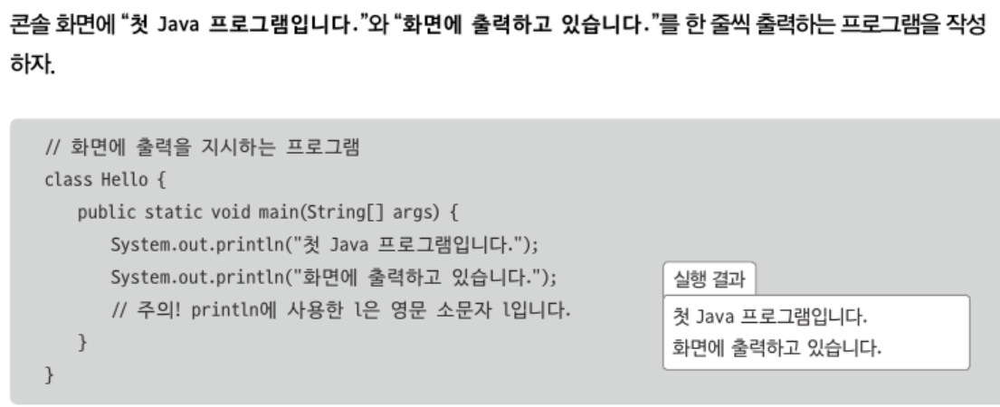 콘솔 화면에 “첫 Java 프로그램입니다.”와 “화면에 출력하고 있습니다.”를 한 줄씩 출력하는 프로그램을 작성
하자.
// 화면에 출력을 지시하는 프로그램
class Hello {
public static void main(String[] args) {
System.out.println("첫 Java 프로그램입니다.");
System.out.println("화면에 출력하고 있습니다.");
// 주의! println에 사용한 l은 영문 소문자 l입니다.
}
}
실행 결과
첫 Java 프로그램입니다.
화면에 출력하고 있습니다.